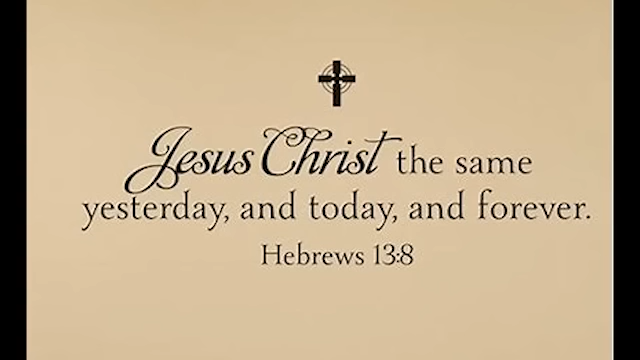 Jesus Christ the same
yesterday, and today, and forever.
Hebrews 13:8